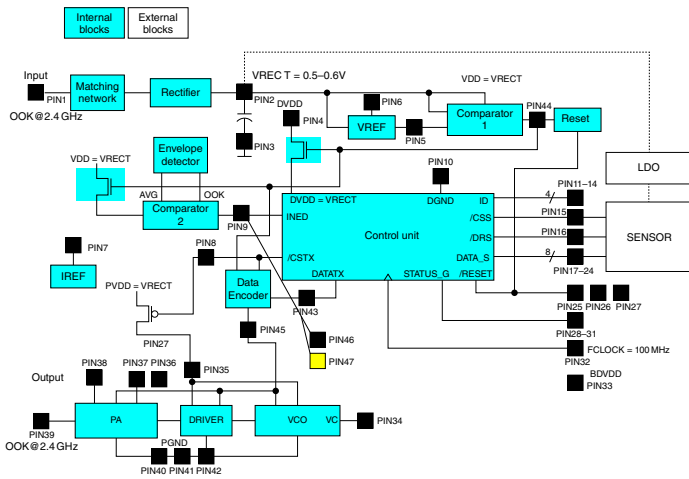 Internal
blocks
External
blocks
Input
PIN1
OOK@2.4 GHz
Matching
network
Rectifier
PIN2
VREC T = 0.5–0.6V
PIN3
DVDD
PIN4
PIN6
VREF
PIN5
VDD = VRECT
Comparator
1
PIN44
Reset
LDO
SENSOR
VDD = VRECT
Envelope
detector
AVG
OOK
Comparator
2
PIN9
PIN10
DVDD = VRECT
DGND
ID
INED
/CSS
Control unit
/DRS
/CSTX
DATA_S
DATATX
STATUS_G
/RESET
4
PIN11–14
PIN15
PIN16
8
PIN17–24
PIN7
IREF
PIN8
Data
Encoder
PIN43
PVDD = VRECT
PIN27
PIN45
PIN46
PIN47
PIN25
PIN26
PIN27
PIN28–31
FCLOCK = 100 MHz
PIN32
BDVDD
PIN33
Output
PIN38
PIN37
PIN36
PIN35
PA
DRIVER
VCO
VC
PIN34
PIN39
OOK@2.4 GHz
PGND
PIN40
PIN41
PIN42